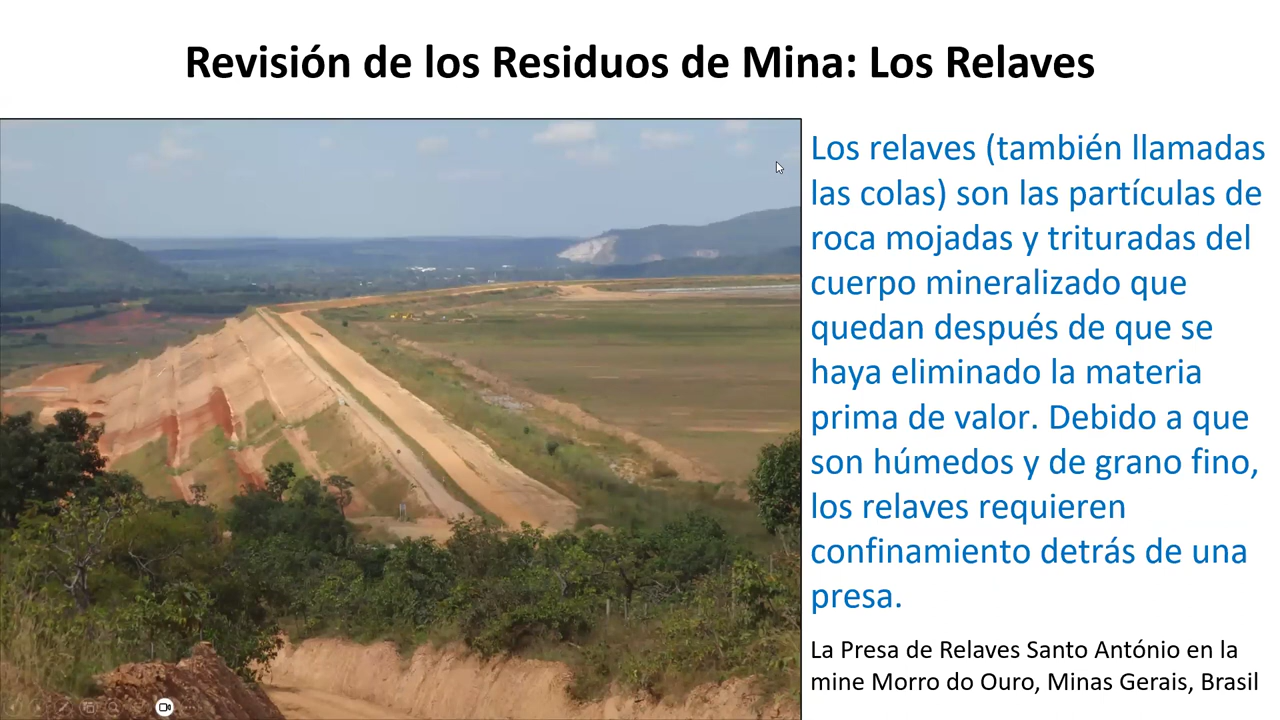 Revisión de los Residuos de Mina: Los Relaves
Los relaves (también llamadas
las colas) son las partículas de
roca mojadas y trituradas del
cuerpo mineralizado que
quedan después de que se
haya eliminado la materia
prima de valor. Debido a que
son húmedos y de grano fino,
los relaves requieren
confinamiento detrás de una
presa.
La Presa de Relaves Santo António en la
mine Morro do Ouro, Minas Gerais, Brasil